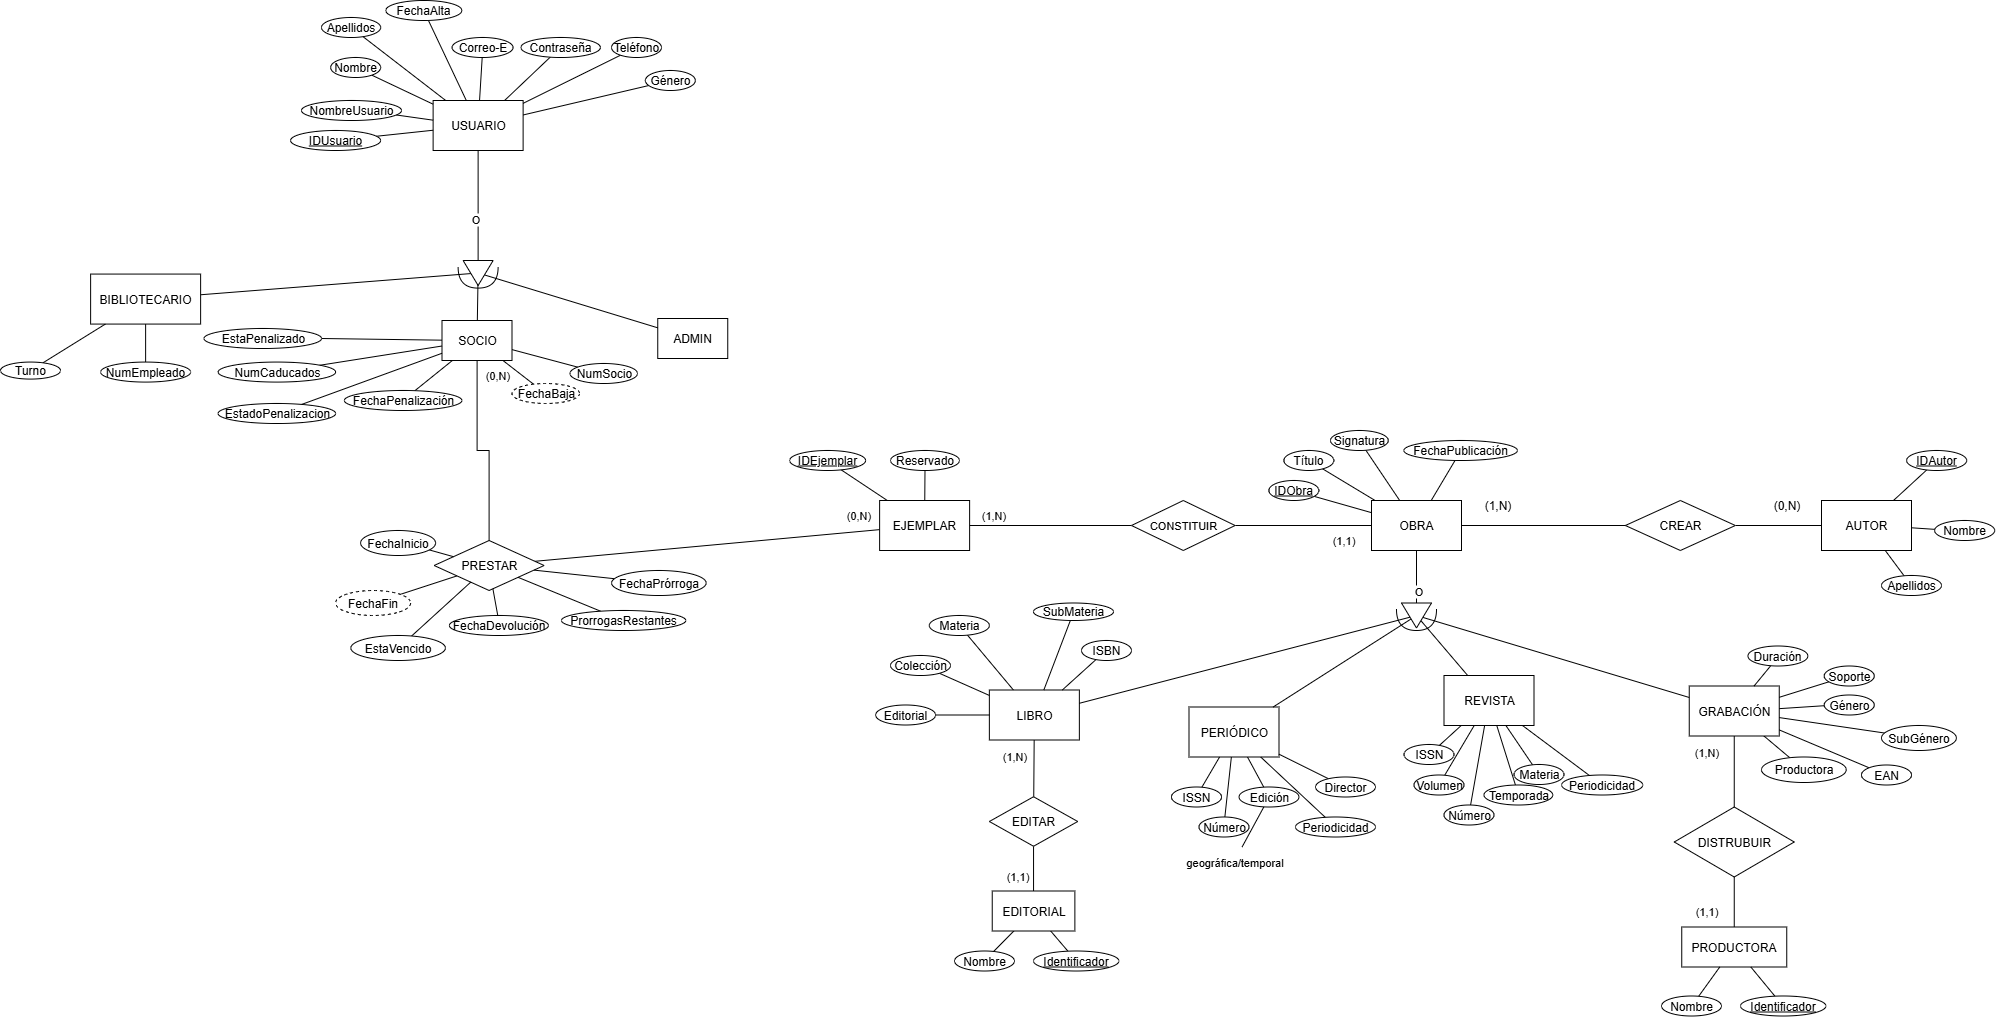 FechaAlta
Apellidos
Correo-E
Contraseña
Teléfono
Nombre
Género
NombreUsuario
USUARIO
IDUsuario
O
BIBLIOTECARIO
EstaPenalizado
SOCIO
ADMIN
Turno
NumEmpleado
NumCaducados
(0,N)
NumSocio
FechaBaja
FechaPenalización
EstadoPenalizacion
IDEjemplar
Reservado
Signatura
FechaPublicación
Título
IDObra
IDAutor
(0,N)
EJEMPLAR
(1,N)
CONSTITUIR
OBRA
(1,1)
(1,N)
CREAR
(0,N)
AUTOR
Nombre
Apellidos
FechaInicio
PRESTAR
FechaPrórroga
FechaFin
FechaDevolución
ProrrogasRestantes
EstaVencido
O
SubMateria
Materia
ISBN
Colección
Editorial
LIBRO
PERIÓDICO
REVISTA
Duración
Soporte
Género
GRABACIÓN
SubGénero
(1,N)
ISSN
Número
Edición
Periodicidad
Director
geográfica/temporal
ISSN
Volumen
Número
Temporada
Materia
Periodicidad
(1,N)
Productora
EAN
EDITAR
DISTRUBUIR
(1,1)
EDITORIAL
(1,1)
Nombre
Identificador
PRODUCTORA
Nombre
Identificador